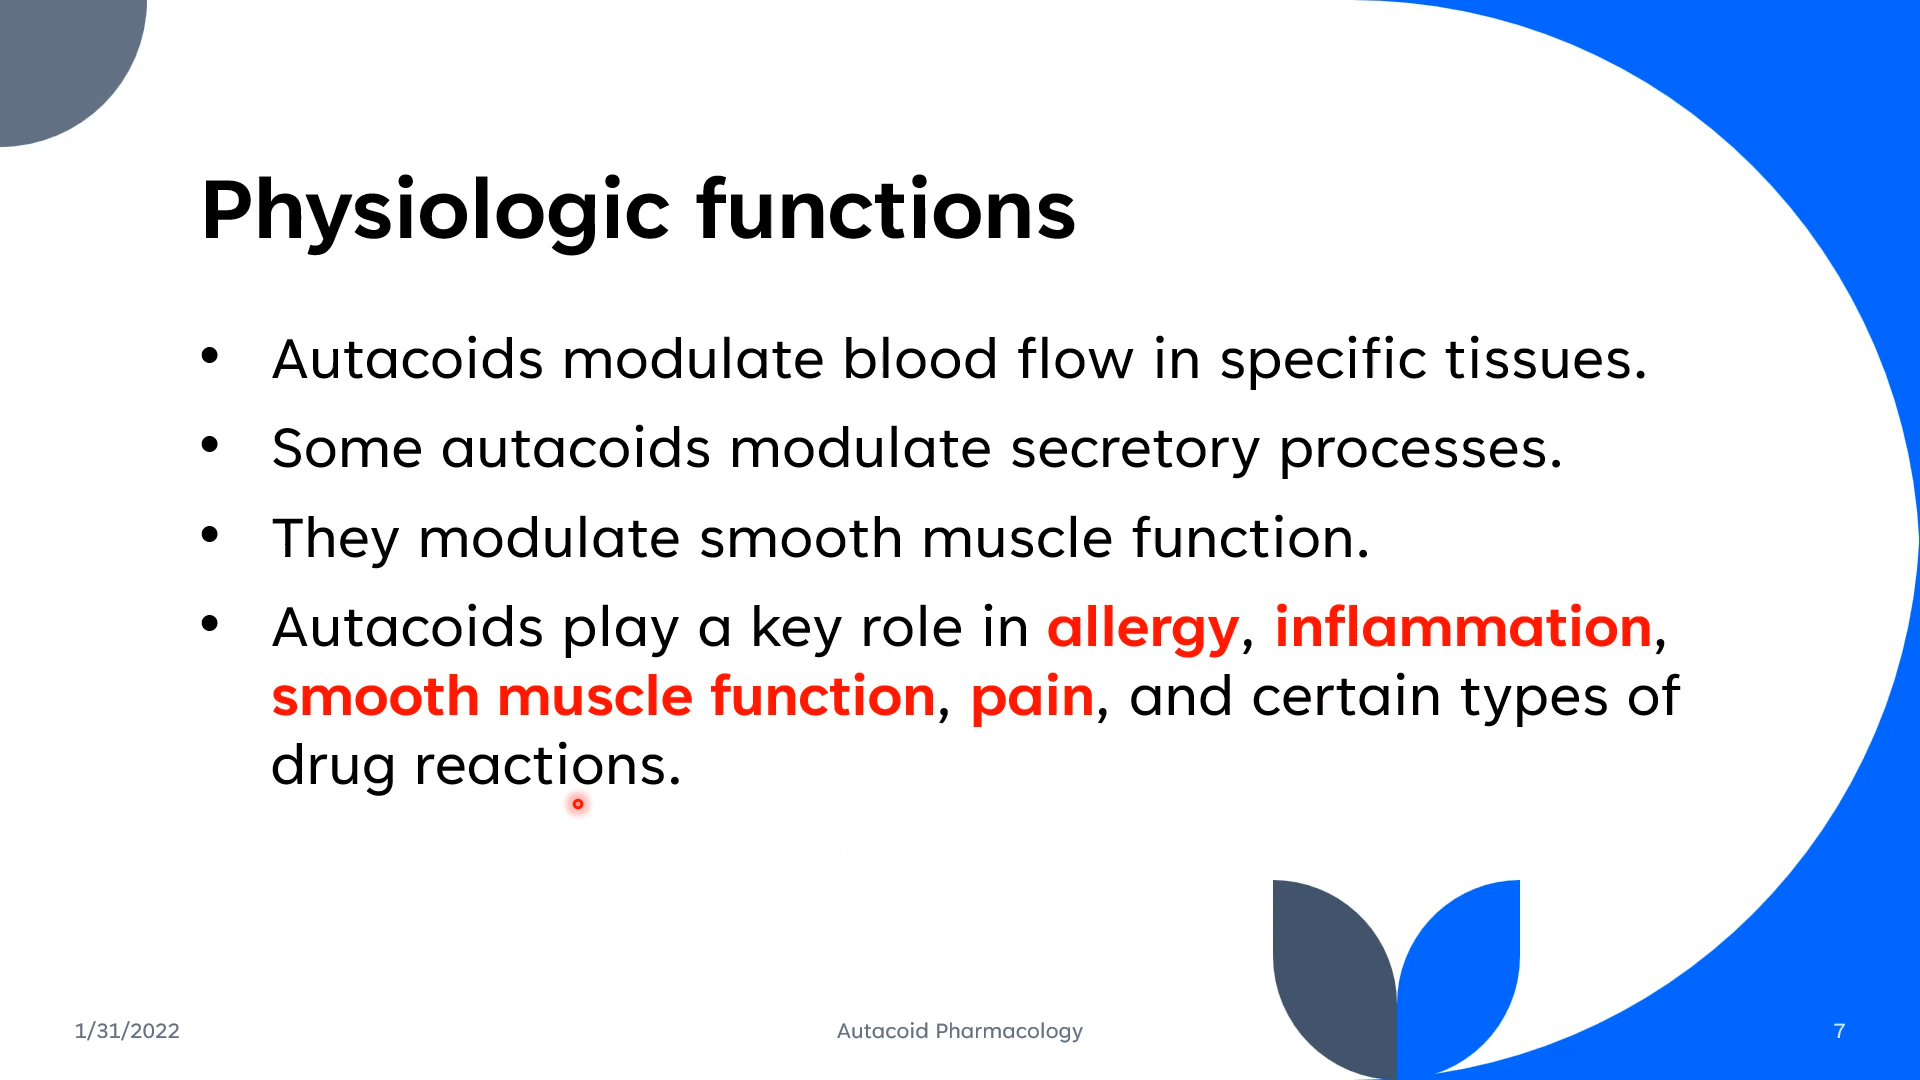 Physiologic functions
• Autacoids modulate blood flow in specific tissues.
• Some autacoids modulate secretory processes.
• They modulate smooth muscle function.
• Autacoids play a key role in allergy, inflammation,
smooth muscle function, pain, and certain types of
drug reactions.
1/31/2022
Autacoid Pharmacology
7